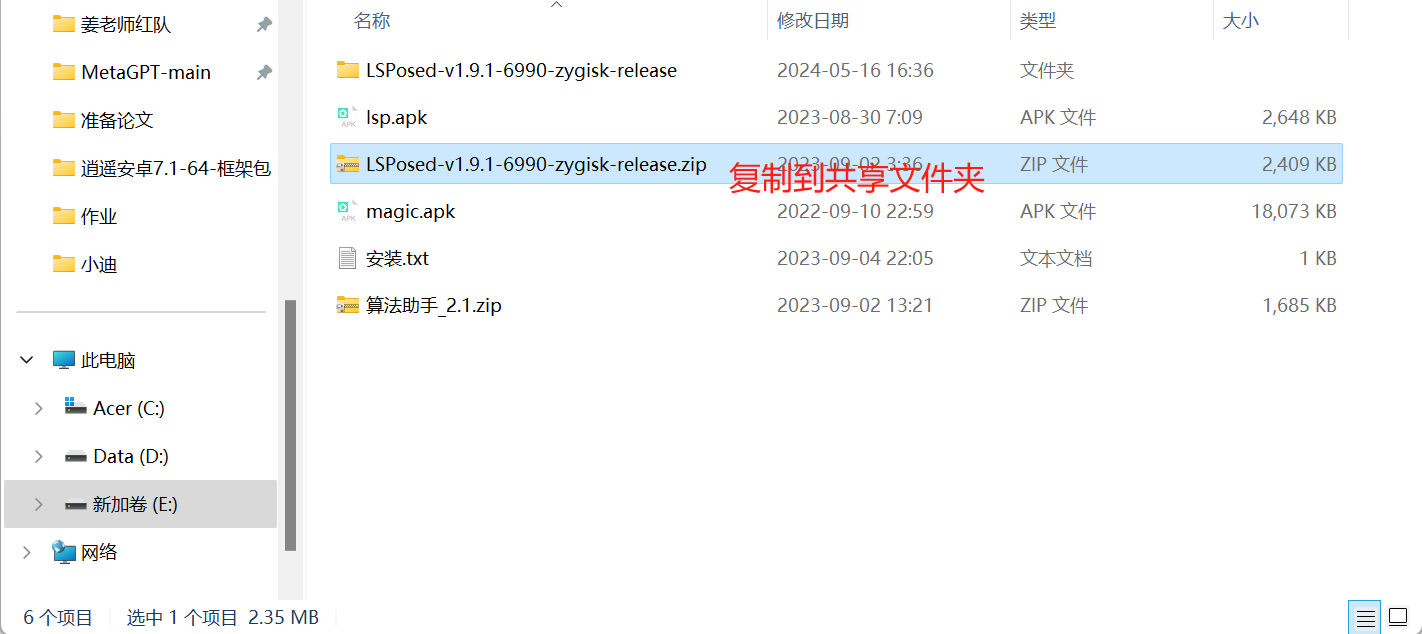 姜老师红队
MetaGPT-main
准备论文
逍遥安卓7.1-64-框架包
作业
小迪
此电脑
Acer (C:)
Data (D:)
新加卷 (E:)
网络
名称 修改日期 类型 大小
LSPosed-v1.9.1-6990-zygisk-release 2024-05-16 16:36 文件夹
lsp.apk 2023-08-30 7:09 APK 文件 2,648 KB
LSPosed-v1.9.1-6990-zygisk-release.zip 2023-09-02 3:36 ZIP 文件 2,409 KB
复制到共享文件夹
magic.apk 2022-09-10 22:59 APK 文件 18,073 KB
安装.txt 2023-09-04 22:05 文本文档 1 KB
算法助手_2.1.zip 2023-09-02 13:21 ZIP 文件 1,685 KB
6 个项目 选中 1 个项目 2.35 MB